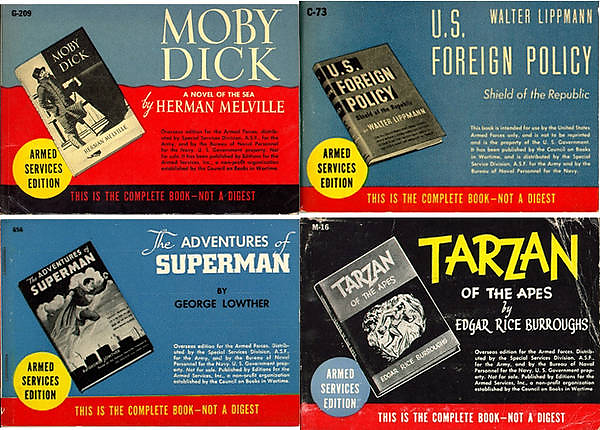 G-209
MOBY
DICK
A NOVEL OF THE SEA
by HERMAN MELVILLE
MOBY
DICK
HERMAN MELVILLE
Overseas edition for the Armed Forces. Distrib-
uted by Special Services Division, A.S.F., for
the Army, and by the Bureau of Naval Personnel
for the Navy. U. S. Government property. Not
for sale. It has been published by Editions for the
Armed Services, Inc., a non-profit organization
established by the Council on Books in Wartime.
ARMED
SERVICES
EDITION
THIS IS THE COMPLETE BOOK—NOT A DIGEST
C-73
WALTER LIPPMANN
U.S.
FOREIGN POLICY
Shield of the Republic
U.S.
FOREIGN
POLICY
Shield of the Republic
by WALTER LIPPMANN
This book is intended for use by the United States
Armed Forces only, and is not to be reprinted
and is the property of the U. S. Government.
It has been published by the Council on Books
in Wartime, and is distributed by the Special
Service Division, A.S.F., for the Army and by the
Bureau of Naval Personnel for the Navy.
ARMED
SERVICES
EDITION
THIS IS THE COMPLETE BOOK—NOT A DIGEST
656
The ADVENTURES of
SUPERMAN
BY
GEORGE LOWTHER
The ADVENTURES of
SUPERMAN
Overseas edition for the Armed Forces. Distrib-
uted by the Special Services Division, A.S.F.,
for the Army, and by the Bureau of Naval
Personnel for the Navy. U. S. Government prop-
erty. Not for sale. Published by Editions for the
Armed Services, Inc., a non-profit organization
established by the Council on Books in Wartime.
ARMED
SERVICES
EDITION
THIS IS THE COMPLETE BOOK—NOT A DIGEST
M-16
TARZAN
OF THE APES
by
EDGAR RICE BURROUGHS
TARZAN
OF THE APES
EDGAR RICE BURROUGHS
Overseas edition for the Armed Forces. Distrib-
uted by the Special Services Division, A.S.F.,
for the Army, and by the Bureau of Naval
Personnel for the Navy. U. S. Government prop-
erty. Not for sale. Published by Editions for the
Armed Services, Inc., a non-profit organization
established by the Council on Books in Wartime.
ARMED
SERVICES
EDITION
THIS IS THE COMPLETE BOOK—NOT A DIGEST